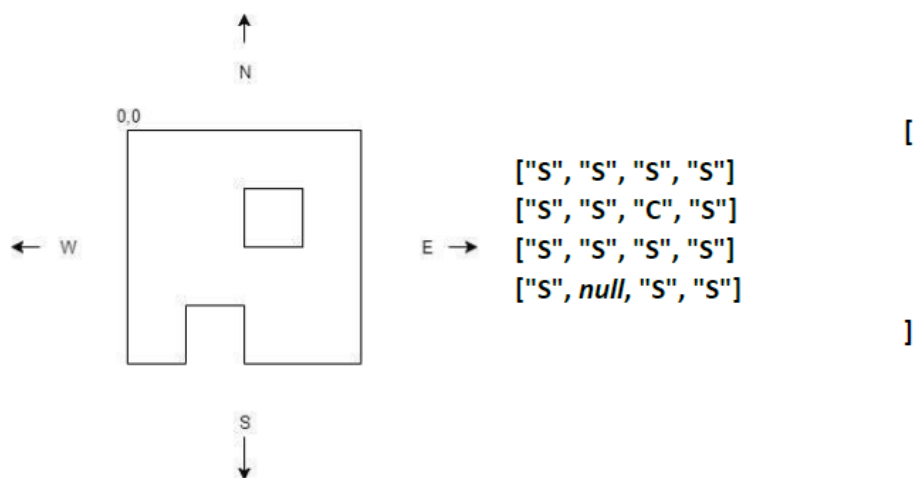 N
0,0
[
["S", "S", "S", "S"]
["S", "S", "C", "S"]
W
E
["S", "S", "S", "S"]
["S", null, "S", "S"]
]
S